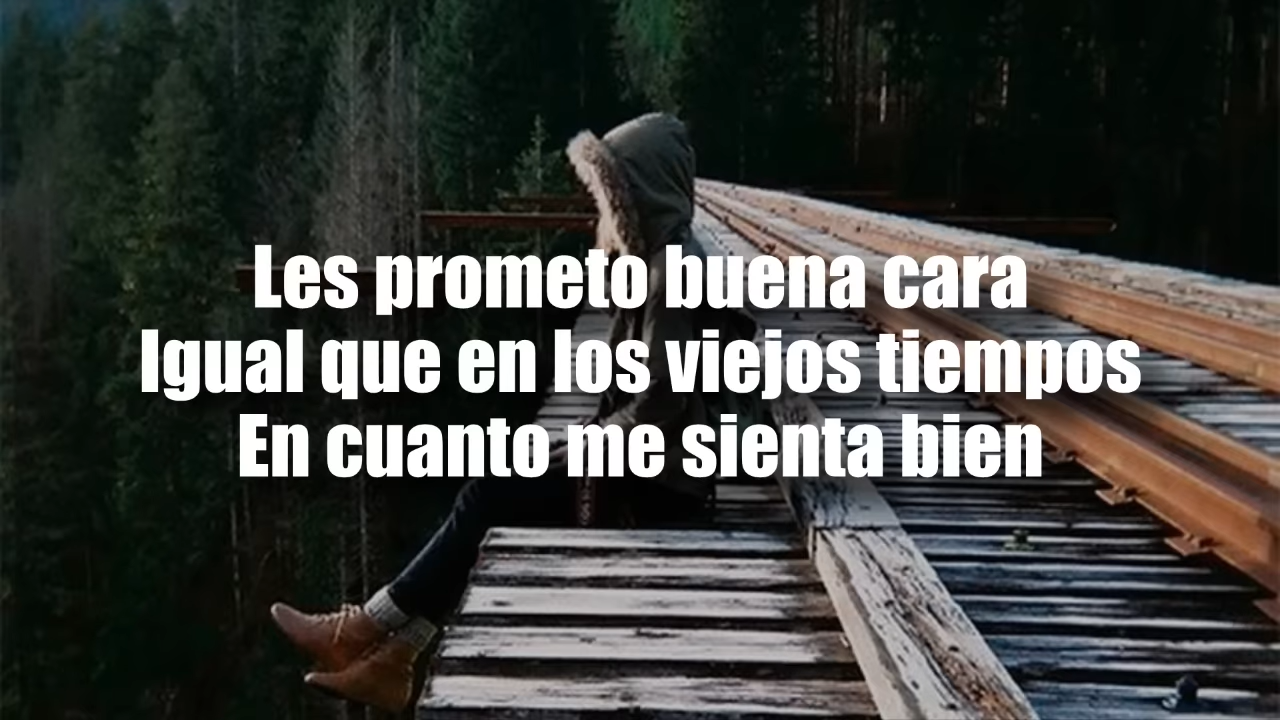 Les prometo buena cara
Igual que en los viejos tiempos
En cuanto me sienta bien